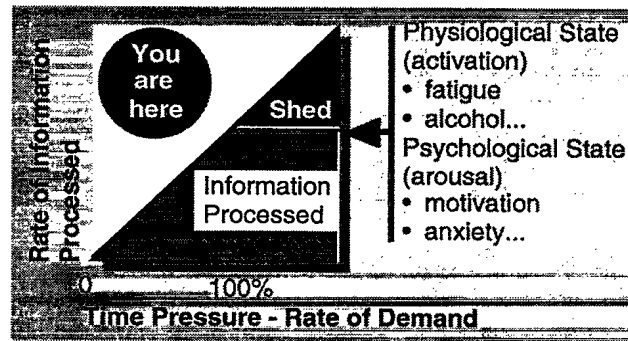 You
are
here
Shed
Information
Processed
Rate of Information
Processed
Physiological State
(activation)
• fatigue
• alcohol...
Psychological State
(arousal)
• motivation
• anxiety...
0 100%
Time Pressure - Rate of Demand